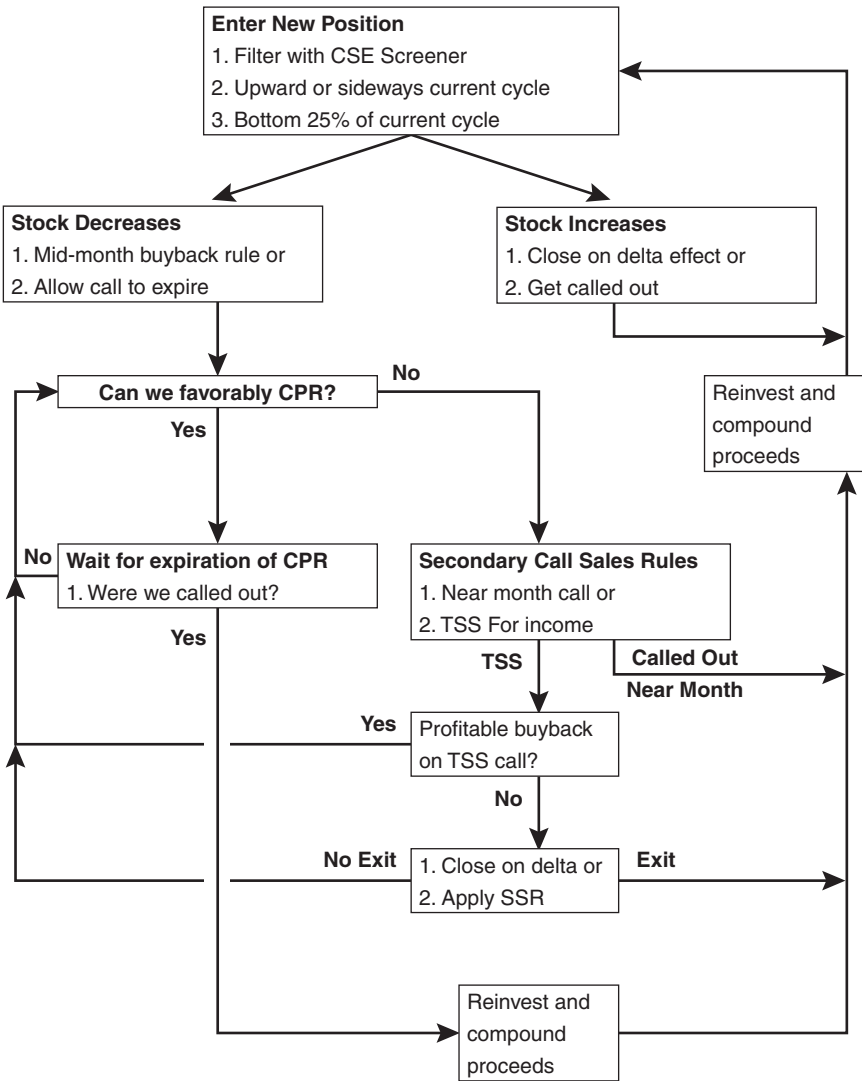 Enter New Position
1. Filter with CSE Screener
2. Upward or sideways current cycle
3. Bottom 25% of current cycle
Stock Decreases
1. Mid-month buyback rule or
2. Allow call to expire
Stock Increases
1. Close on delta effect or
2. Get called out
Can we favorably CPR?
No
Yes
Reinvest and
compound
proceeds
No
Wait for expiration of CPR
1. Were we called out?
Yes
Secondary Call Sales Rules
1. Near month call or
2. TSS For income
TSS
Called Out
Near Month
Yes
Profitable buyback
on TSS call?
No
No Exit
1. Close on delta or
2. Apply SSR
Exit
Reinvest and
compound
proceeds